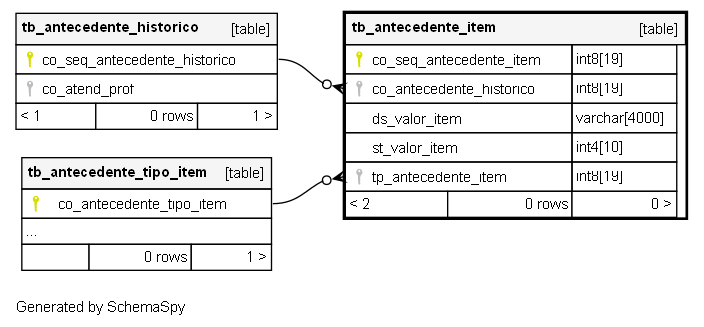 tb_antecedente_historico [table]
co_seq_antecedente_historico
co_atend_prof
< 1 0 rows 1 >
tb_antecedente_item [table]
co_seq_antecedente_item int8[19]
co_antecedente_historico int8[19]
ds_valor_item varchar[4000]
st_valor_item int4[10]
tp_antecedente_item int8[19]
< 2 0 rows 0 >
tb_antecedente_tipo_item [table]
co_antecedente_tipo_item
...
0 rows 1 >
Generated by SchemaSpy